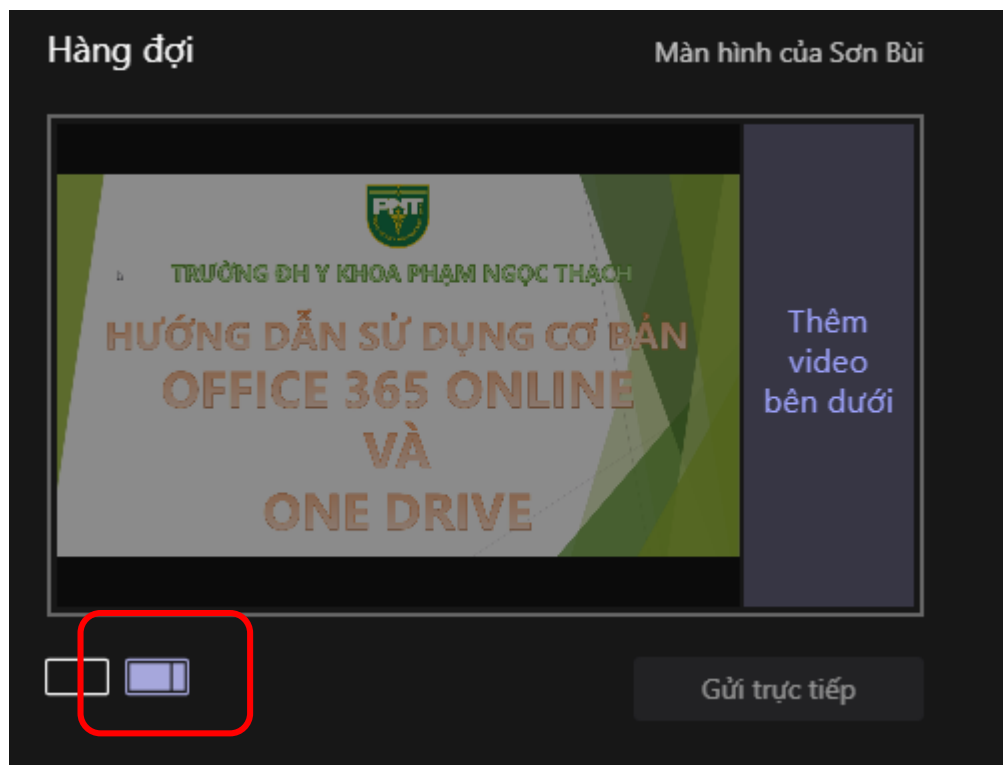 Hàng đợi
Màn hình của Sơn Bùi
PNT
TRƯỜNG ĐH Y KHOA PHẠM NGỌC THẠCH
HƯỚNG DẪN SỬ DỤNG CƠ BẢN
OFFICE 365 ONLINE
VÀ
ONE DRIVE
Thêm
video
bên dưới
Gửi trực tiếp